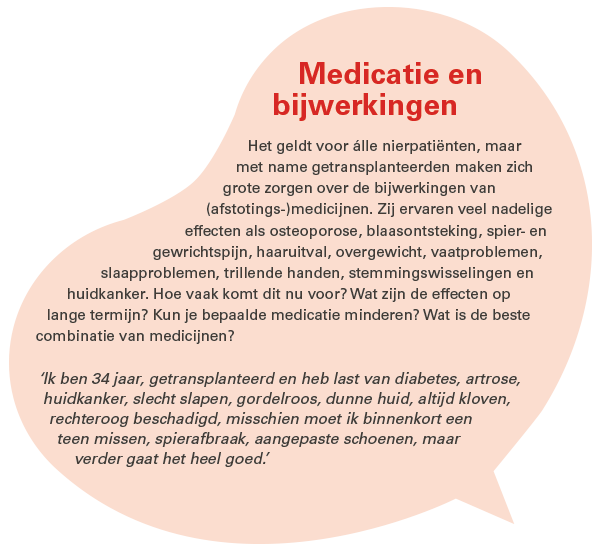 Medicatie en
bijwerkingen
Het geldt voor álle nierpatiënten, maar
met name getransplanteerden maken zich
grote zorgen over de bijwerkingen van
(afstotings-)medicijnen. Zij ervaren veel nadelige
effecten als osteoporose, blaasontsteking, spier- en
gewrichtspijn, haaruitval, overgewicht, vaatproblemen,
slaapproblemen, trillende handen, stemmingswisselingen en
huidkanker. Hoe vaak komt dit nu voor? Wat zijn de effecten op
lange termijn? Kun je bepaalde medicatie minderen? Wat is de beste
combinatie van medicijnen?
‘Ik ben 34 jaar, getransplanteerd en heb last van diabetes, artrose,
huidkanker, slecht slapen, gordelroos, dunne huid, altijd kloven,
rechteroog beschadigd, misschien moet ik binnenkort een
teen missen, spierafbraak, aangepaste schoenen, maar
verder gaat het heel goed.’